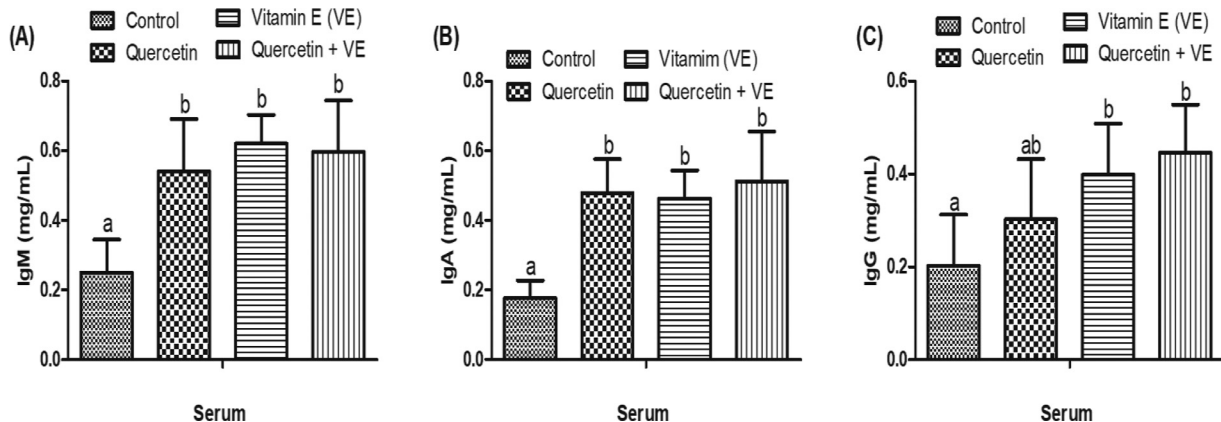 (A)
Control
Vitamin E (VE)
Quercetin
Quercetin + VE
IgM (mg/mL)
0.8
0.6
0.4
0.2
0.0
a
b
b
b
Serum
(B)
Control
Vitamim (VE)
Quercetin
Quercetin + VE
IgA (mg/mL)
0.8
0.6
0.4
0.2
0.0
a
b
b
b
Serum
(C)
Control
Vitamin E (VE)
Quercetin
Quercetin + VE
IgG (mg/mL)
0.6
0.4
0.2
0.0
a
ab
b
b
Serum